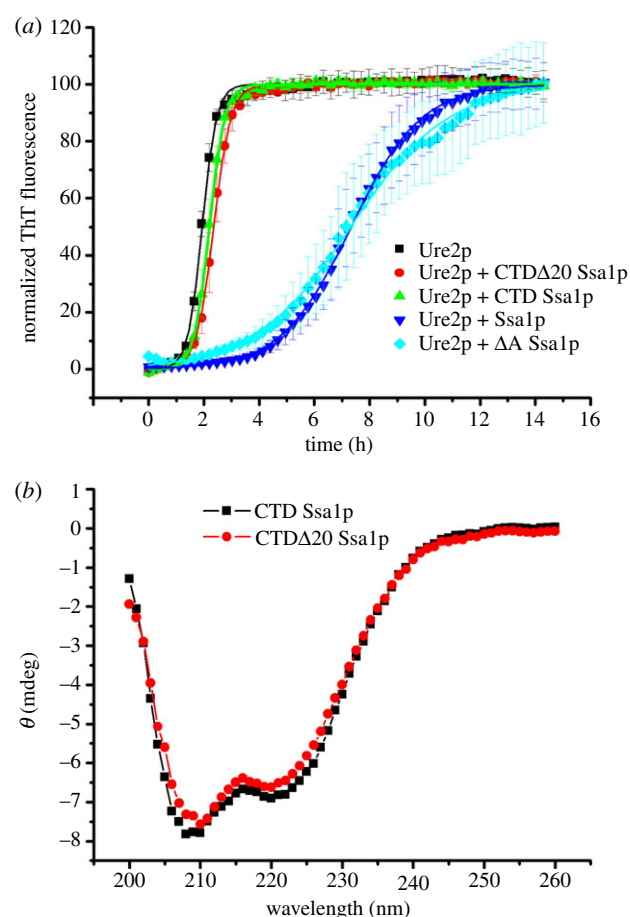 (a)
120
100
80
60
40
20
0
normalized ThT fluorescence
Ure2p
Ure2p + CTDΔ20 Ssa1p
Ure2p + CTD Ssa1p
Ure2p + Ssa1p
Ure2p + ΔA Ssa1p
0 2 4 6 8 10 12 14 16
time (h)
(b)
1
0
–1
–2
–3
–4
–5
–6
–7
–8
θ (mdeg)
CTD Ssa1p
CTDΔ20 Ssa1p
200 210 220 230 240 250 260
wavelength (nm)